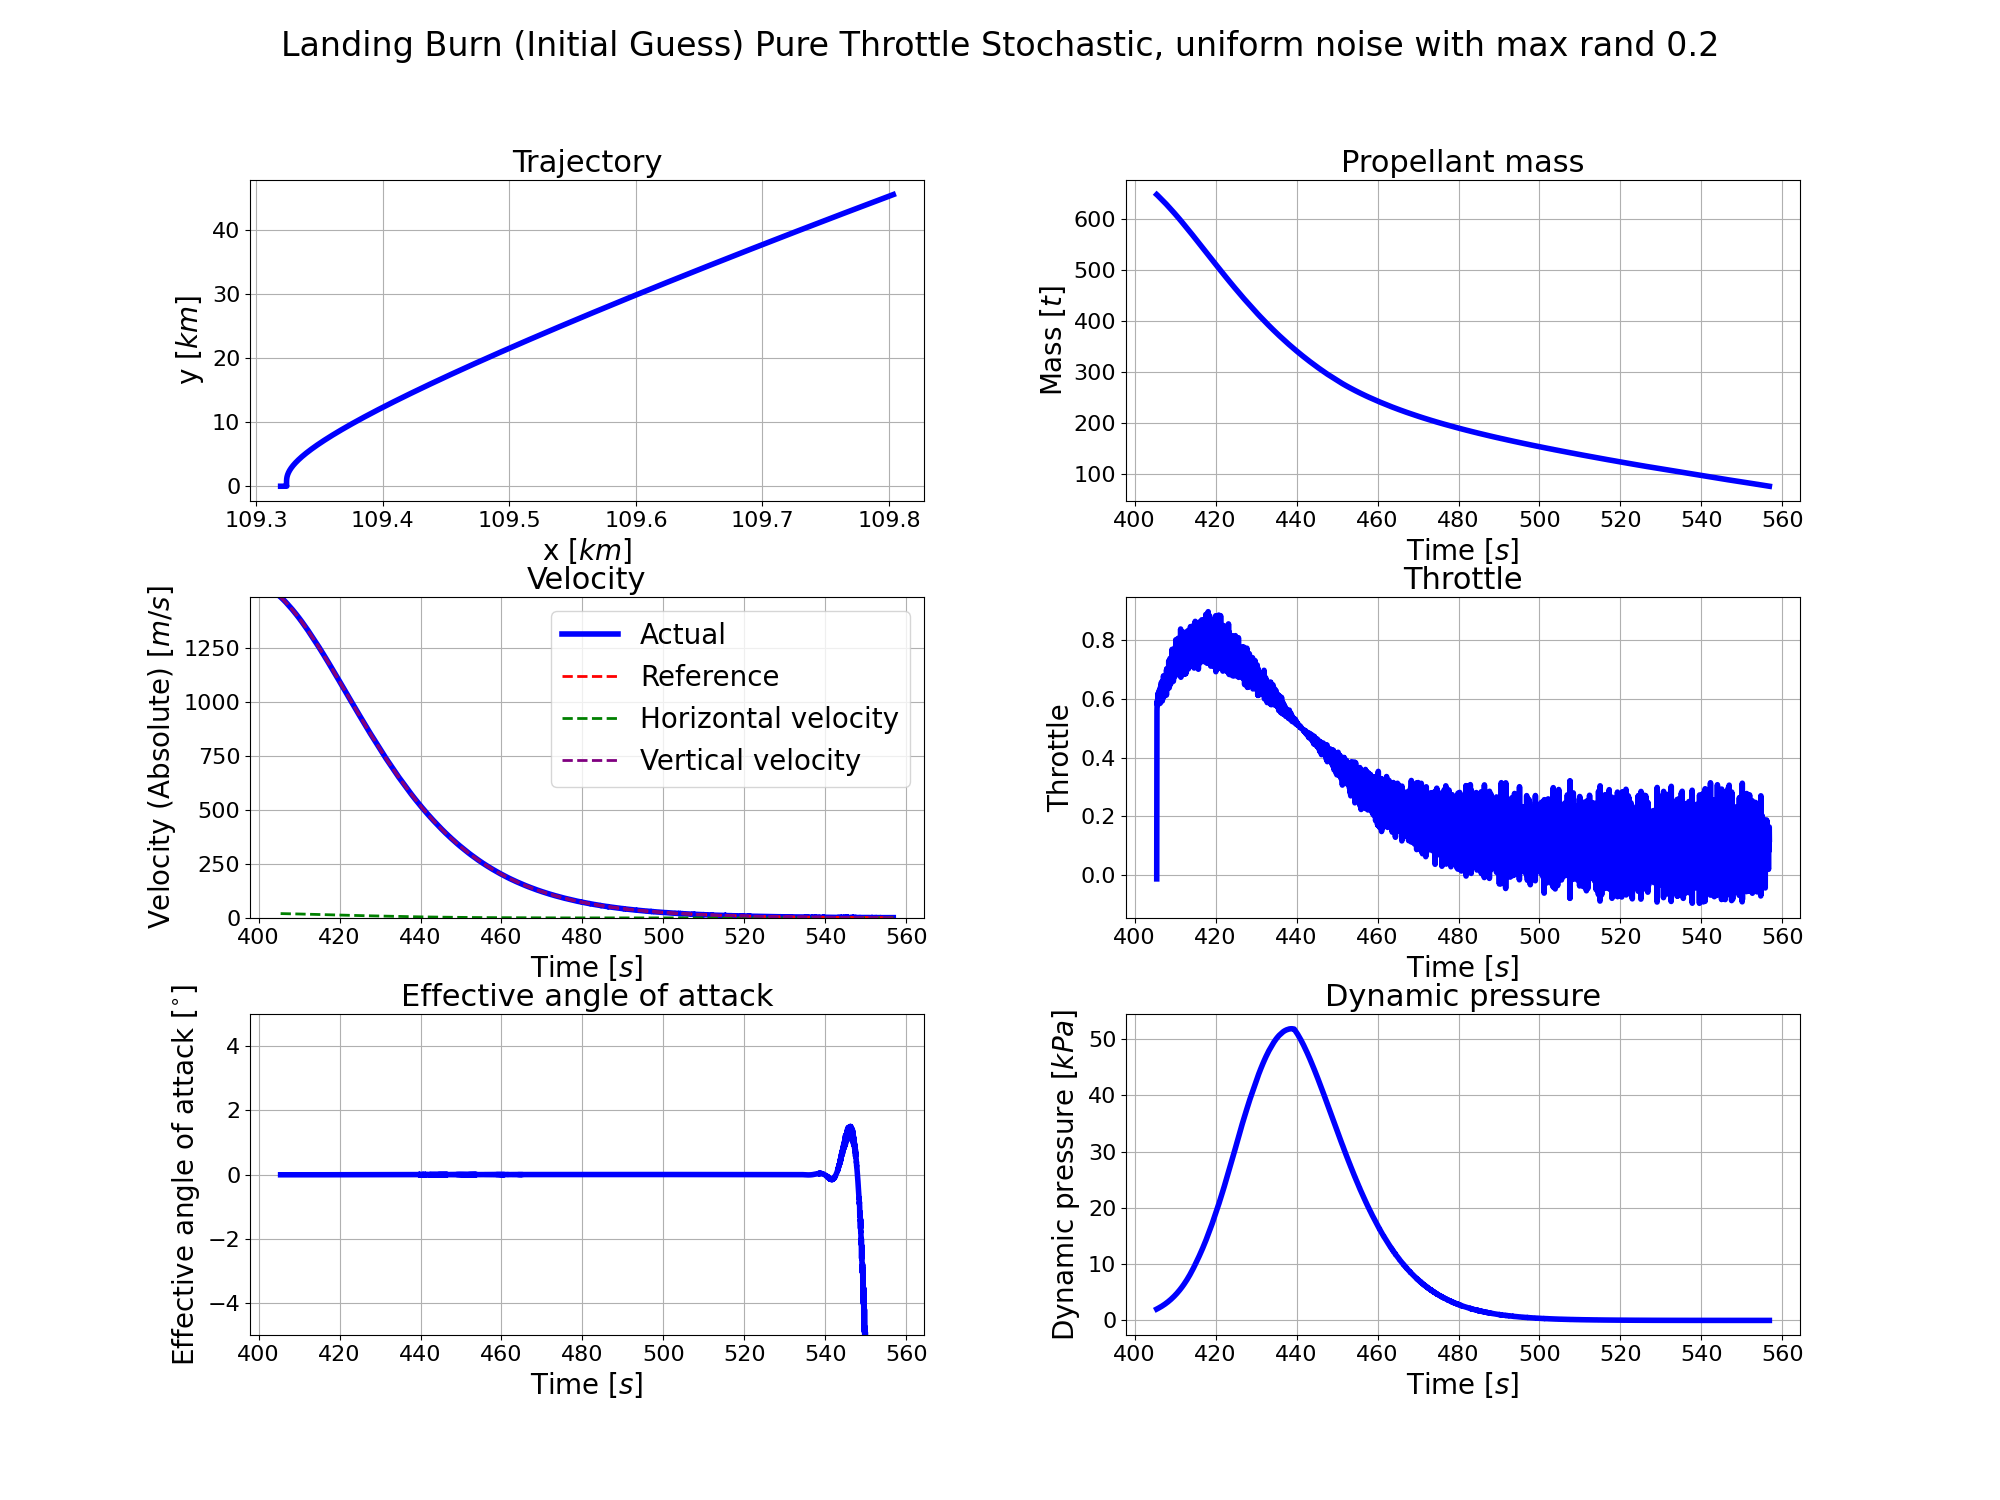 Landing Burn (Initial Guess) Pure Throttle Stochastic, uniform noise with max rand 0.2
Trajectory
y [km]
40
30
20
10
0
109.3 109.4 109.5 109.6 109.7 109.8
x [km]
Propellant mass
Mass [t]
600
500
400
300
200
100
400 420 440 460 480 500 520 540 560
Time [s]
Velocity
Velocity (Absolute) [m/s]
1250
1000
750
500
250
0
Actual
Reference
Horizontal velocity
Vertical velocity
400 420 440 460 480 500 520 540 560
Time [s]
Throttle
Throttle
0.8
0.6
0.4
0.2
0.0
400 420 440 460 480 500 520 540 560
Time [s]
Effective angle of attack
Effective angle of attack [°]
4
2
0
−2
−4
400 420 440 460 480 500 520 540 560
Time [s]
Dynamic pressure
Dynamic pressure [kPa]
50
40
30
20
10
0
400 420 440 460 480 500 520 540 560
Time [s]